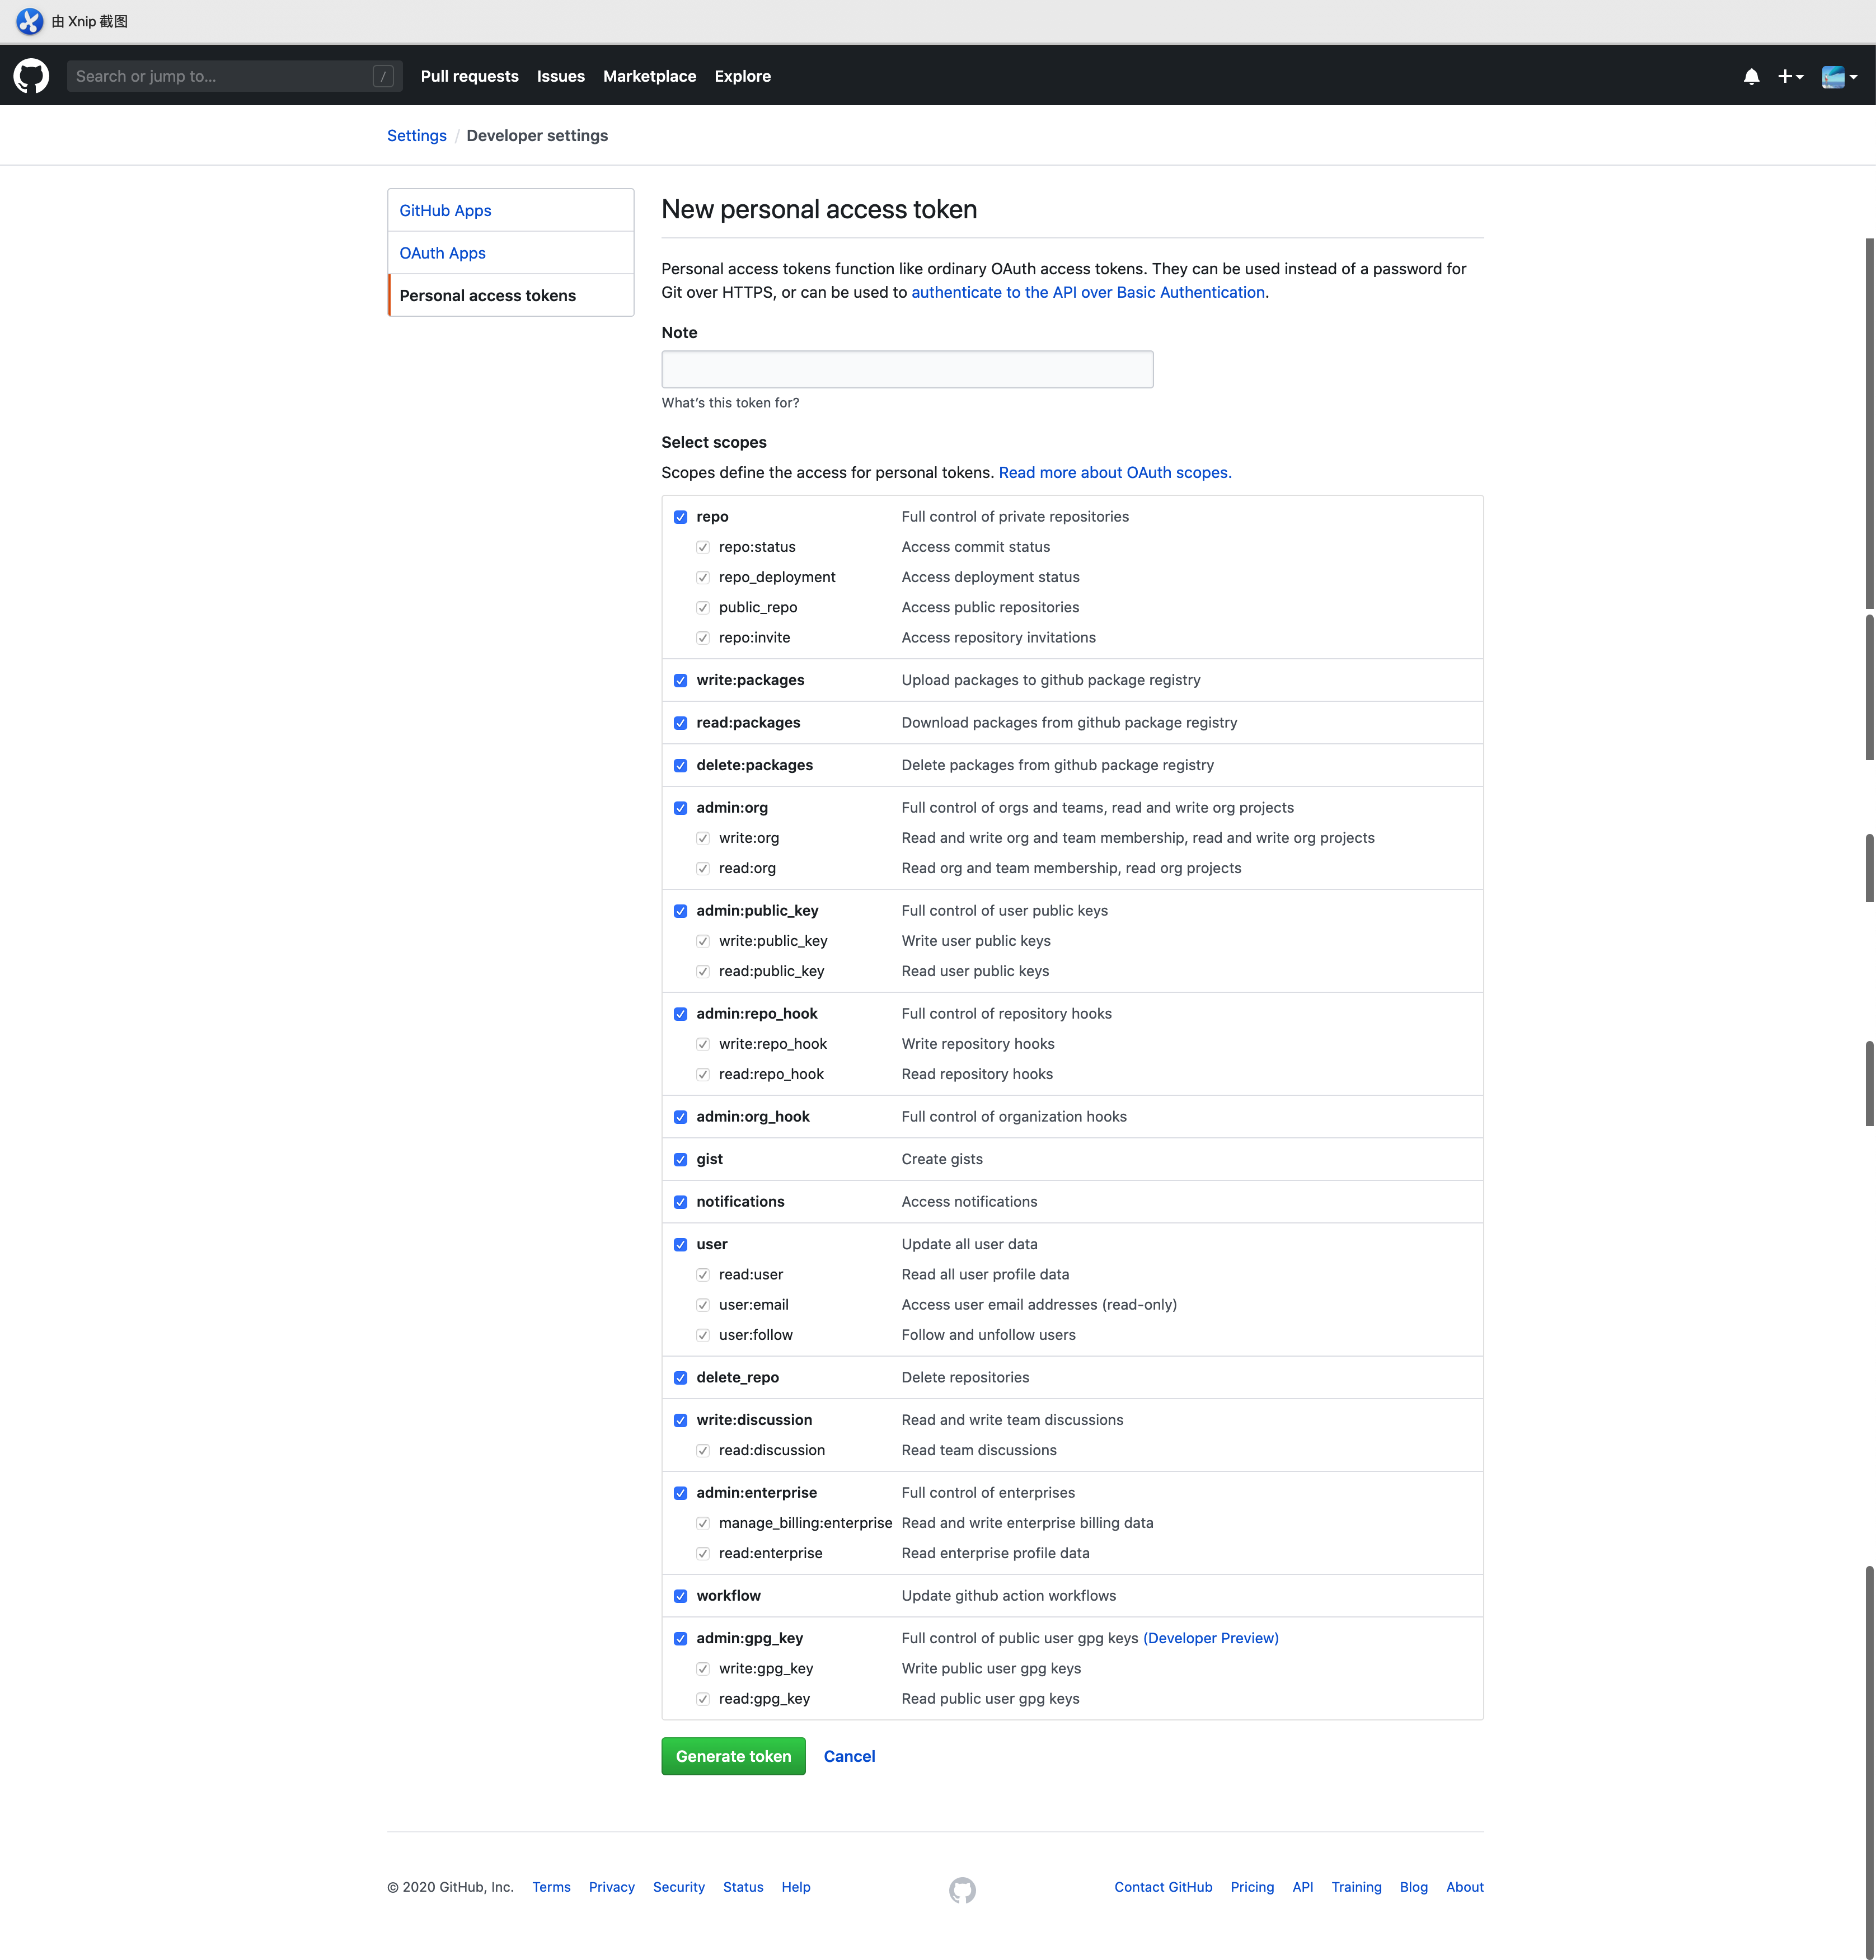 由 Xnip 截图
Search or jump to... /
Pull requests Issues Marketplace Explore
Settings / Developer settings
GitHub Apps
OAuth Apps
Personal access tokens
New personal access token
Personal access tokens function like ordinary OAuth access tokens. They can be used instead of a password for
Git over HTTPS, or can be used to authenticate to the API over Basic Authentication.
Note
What's this token for?
Select scopes
Scopes define the access for personal tokens. Read more about OAuth scopes.
repo Full control of private repositories
repo:status Access commit status
repo_deployment Access deployment status
public_repo Access public repositories
repo:invite Access repository invitations
write:packages Upload packages to github package registry
read:packages Download packages from github package registry
delete:packages Delete packages from github package registry
admin:org Full control of orgs and teams, read and write org projects
write:org Read and write org and team membership, read and write org projects
read:org Read org and team membership, read org projects
admin:public_key Full control of user public keys
write:public_key Write user public keys
read:public_key Read user public keys
admin:repo_hook Full control of repository hooks
write:repo_hook Write repository hooks
read:repo_hook Read repository hooks
admin:org_hook Full control of organization hooks
gist Create gists
notifications Access notifications
user Update all user data
read:user Read all user profile data
user:email Access user email addresses (read-only)
user:follow Follow and unfollow users
delete_repo Delete repositories
write:discussion Read and write team discussions
read:discussion Read team discussions
admin:enterprise Full control of enterprises
manage_billing:enterprise Read and write enterprise billing data
read:enterprise Read enterprise profile data
workflow Update github action workflows
admin:gpg_key Full control of public user gpg keys (Developer Preview)
write:gpg_key Write public user gpg keys
read:gpg_key Read public user gpg keys
Generate token Cancel
© 2020 GitHub, Inc. Terms Privacy Security Status Help Contact GitHub Pricing API Training Blog About